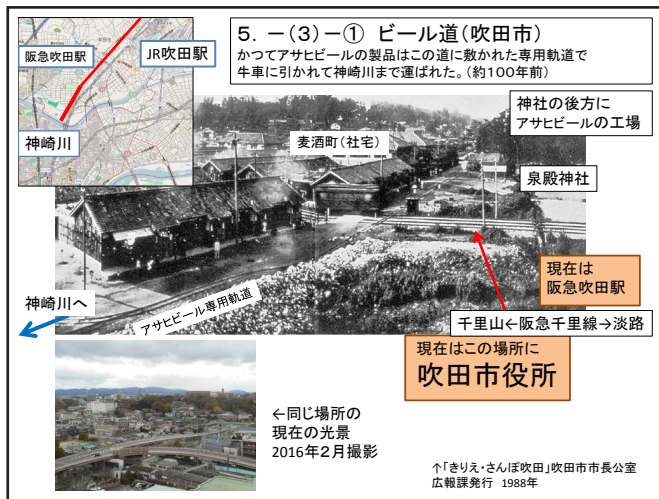 5. －(3)－① ビール道(吹田市)
かつてアサヒビールの製品はこの道に敷かれた専用軌道で
牛車に引かれて神崎川まで運ばれた。(約100年前)
阪急吹田駅
JR吹田駅
神崎川
神社の後方に
アサヒビールの工場
麦酒町(社宅)
泉殿神社
現在は
阪急吹田駅
神崎川へ
アサヒビール専用軌道
千里山←阪急千里線→淡路
現在はこの場所に
吹田市役所
←同じ場所の
現在の光景
2016年2月撮影
↑「きりえ・さんぽ吹田」吹田市市長公室
広報課発行 1988年